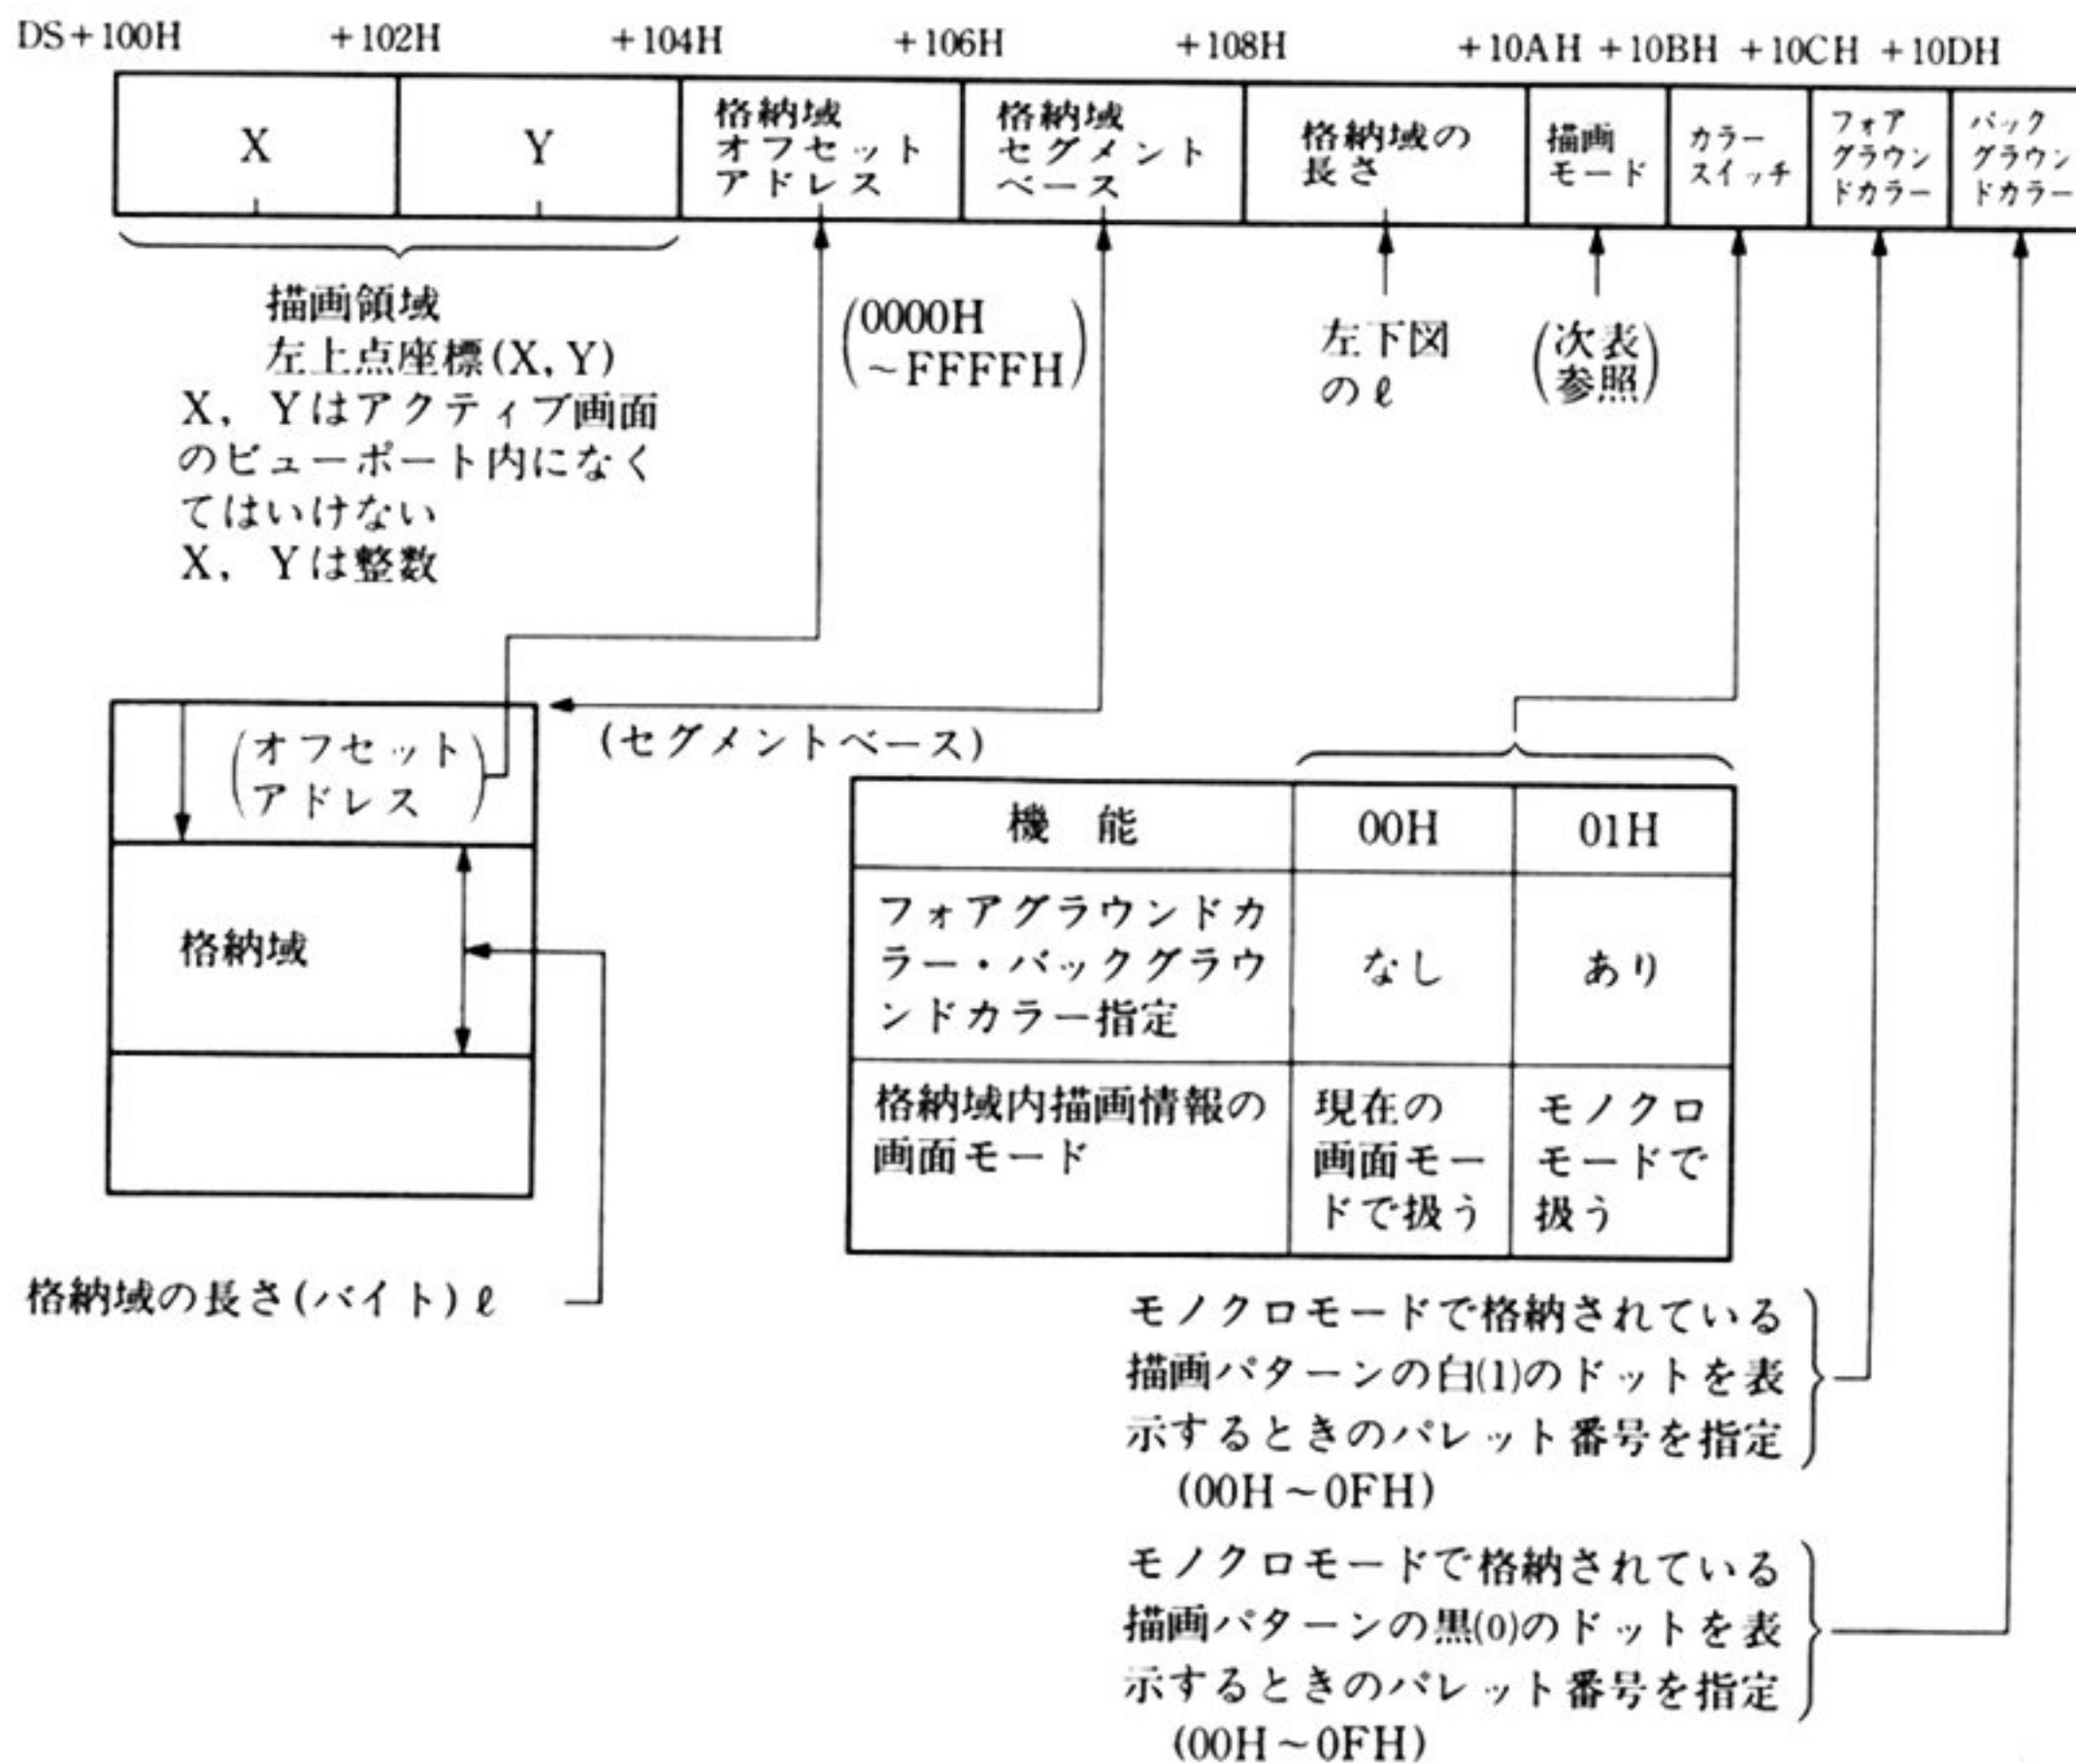 DS+100H +102H +104H +106H +108H +10AH +10BH +10CH +10DH
X
Y
格納域
オフセット
アドレス
格納域
セグメント
ベース
格納域の
長さ
描画
モード
カラー
スイッチ
フォア
グラウン
ドカラー
バック
グラウン
ドカラー
描画領域
左上点座標(X, Y)
X, Yはアクティブ画面
のビューポート内になく
てはいけない
X, Yは整数
(0000H
~FFFFH)
左下図
のℓ
(次表
参照)
(オフセット
アドレス)
(セグメントベース)
格納域
格納域の長さ(バイト)ℓ
機 能 00H 01H
フォアグラウンドカ
ラー・バックグラウ
ンドカラー指定
なし
あり
格納域内描画情報の
画面モード
現在の
画面モー
ドで扱う
モノクロ
モードで
扱う
モノクロモードで格納されている
描画パターンの白(1)のドットを表
示するときのパレット番号を指定
(00H~0FH)
モノクロモードで格納されている
描画パターンの黒(0)のドットを表
示するときのパレット番号を指定
(00H~0FH)